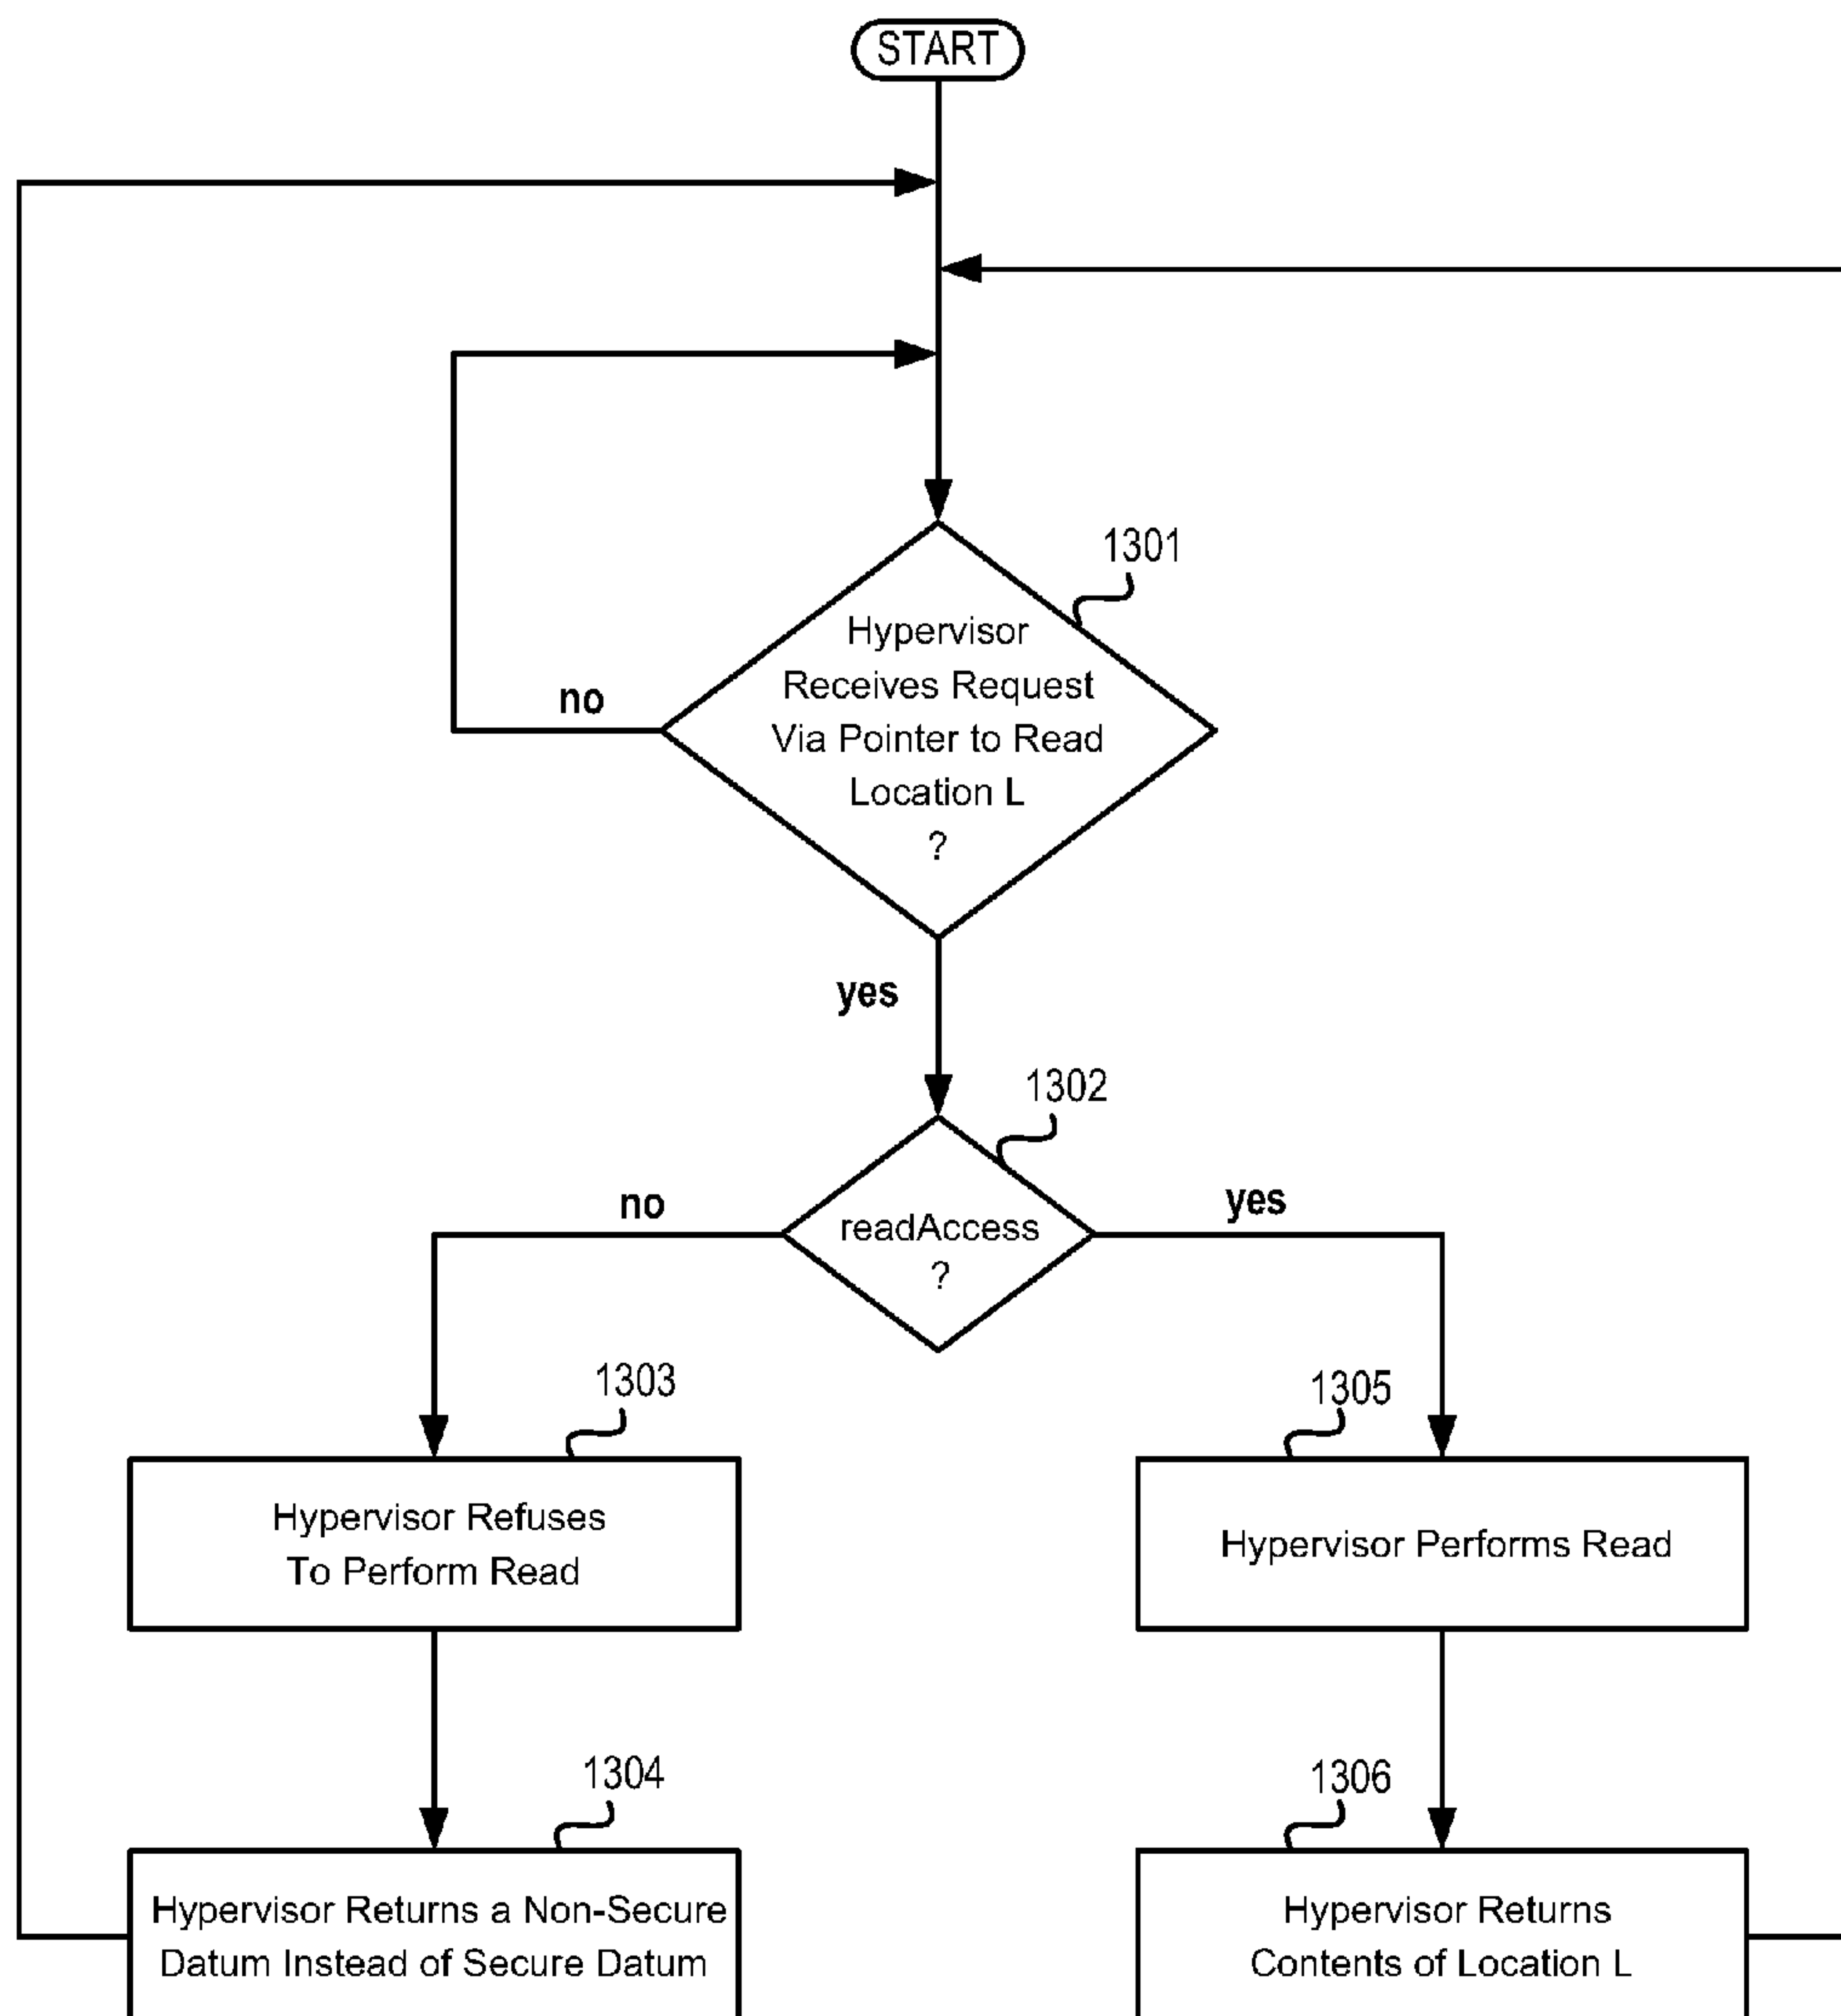 START
1301
Hypervisor
Receives Request
Via Pointer to Read
Location L
?
no
yes
1302
readAccess
?
no
yes
1303
Hypervisor Refuses
To Perform Read
1305
Hypervisor Performs Read
1304
Hypervisor Returns a Non-Secure
Datum Instead of Secure Datum
1306
Hypervisor Returns
Contents of Location L